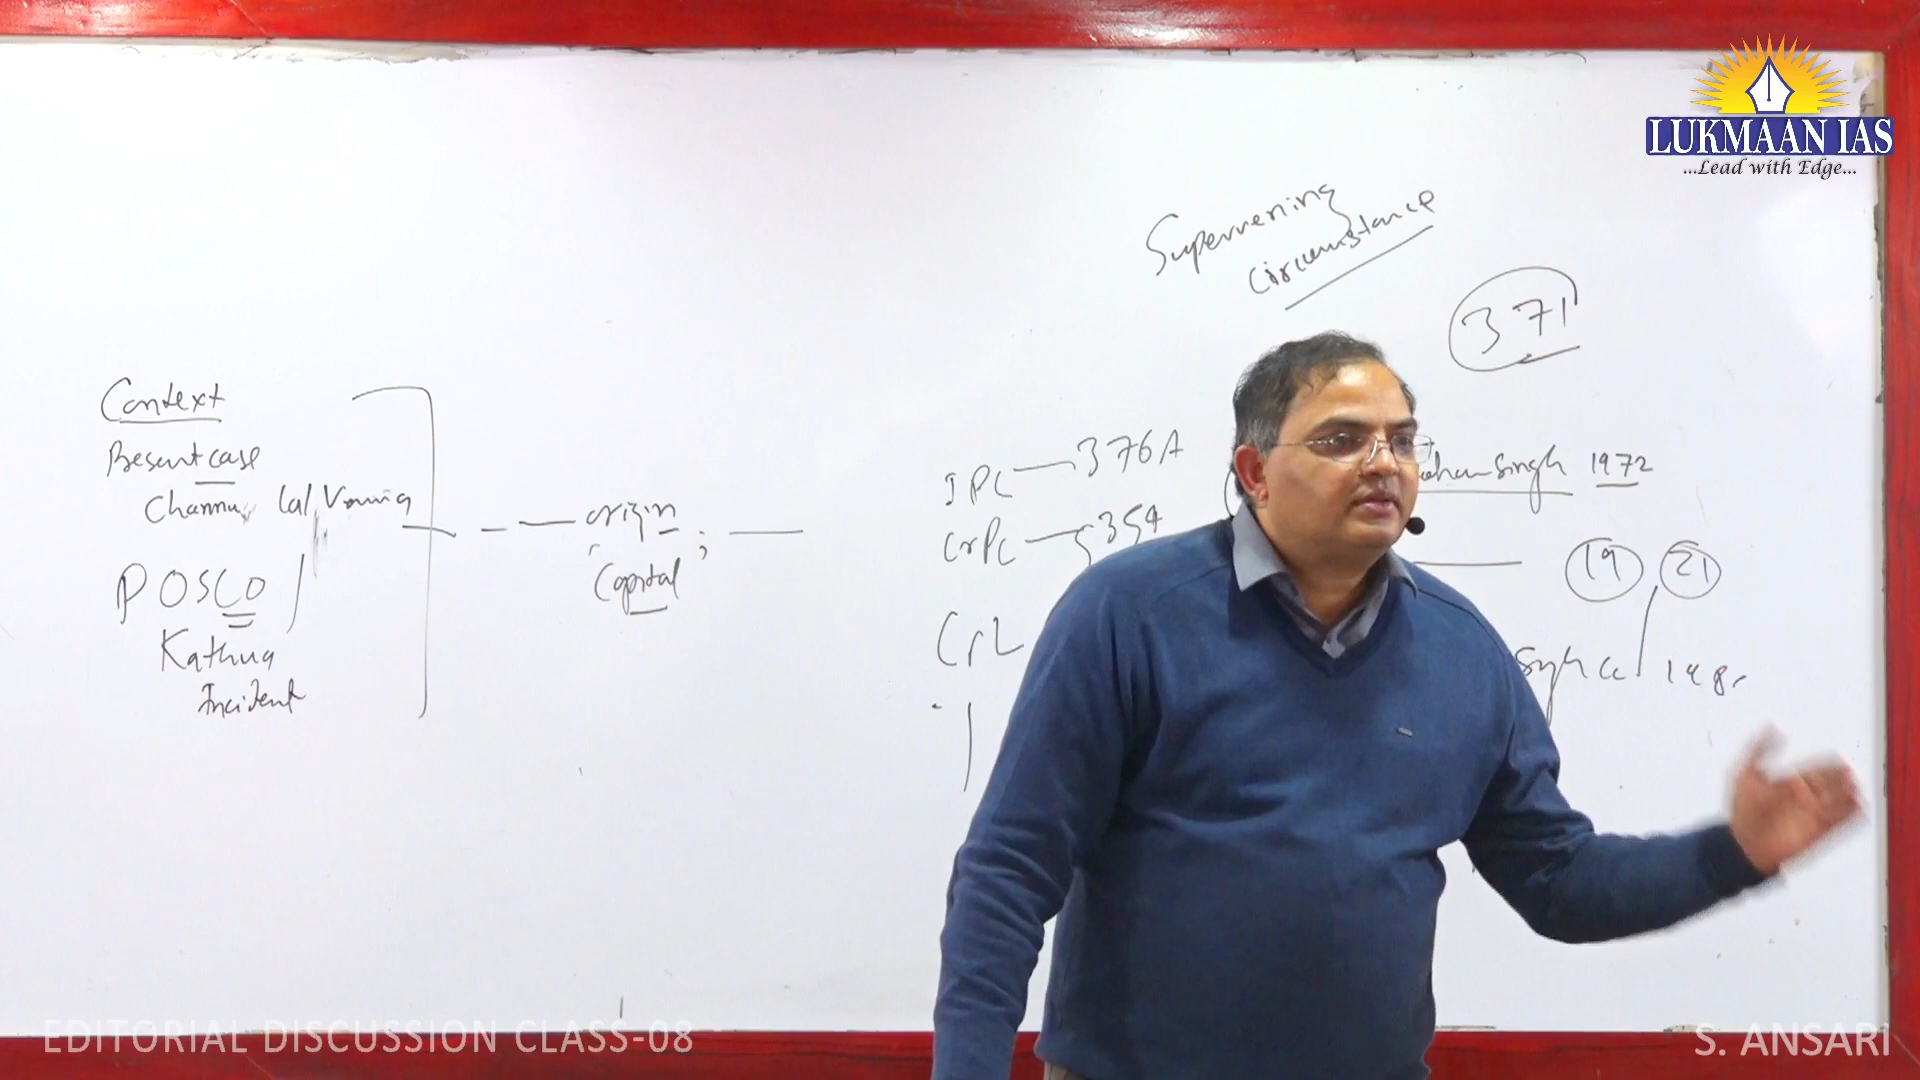 LUKMAAN IAS
...Lead with Edge...
Supervening
Circumstance
371
Context
Present case
Channu Lal Verma
POSCO
Kathua
Incident
origin
Capital
IPC — 376A
CrPC — 354
CrL
Singh 1972
19 21
EDITORIAL DISCUSSION CLASS-08
S. ANSARI